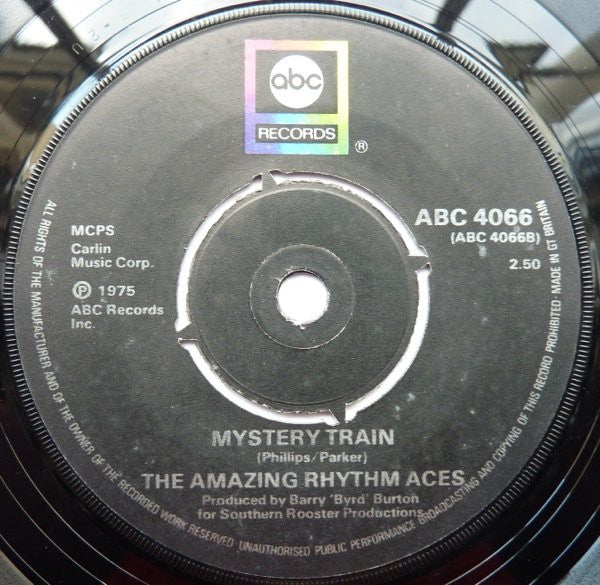 abc
RECORDS
®
ABC 4066
(ABC 4066B)
2.50
MCPS
Carlin
Music Corp.
Ⓟ 1975
ABC Records
Inc.
MYSTERY TRAIN
(Phillips/Parker)
THE AMAZING RHYTHM ACES
Produced by Barry 'Byrd' Burton
for Southern Rooster Productions
ALL RIGHTS OF THE MANUFACTURER AND OF THE OWNER OF THE RECORDED WORK RESERVED · UNAUTHORISED PUBLIC PERFORMANCE BROADCASTING AND COPYING OF THIS RECORD PROHIBITED · MADE IN GT BRITAIN